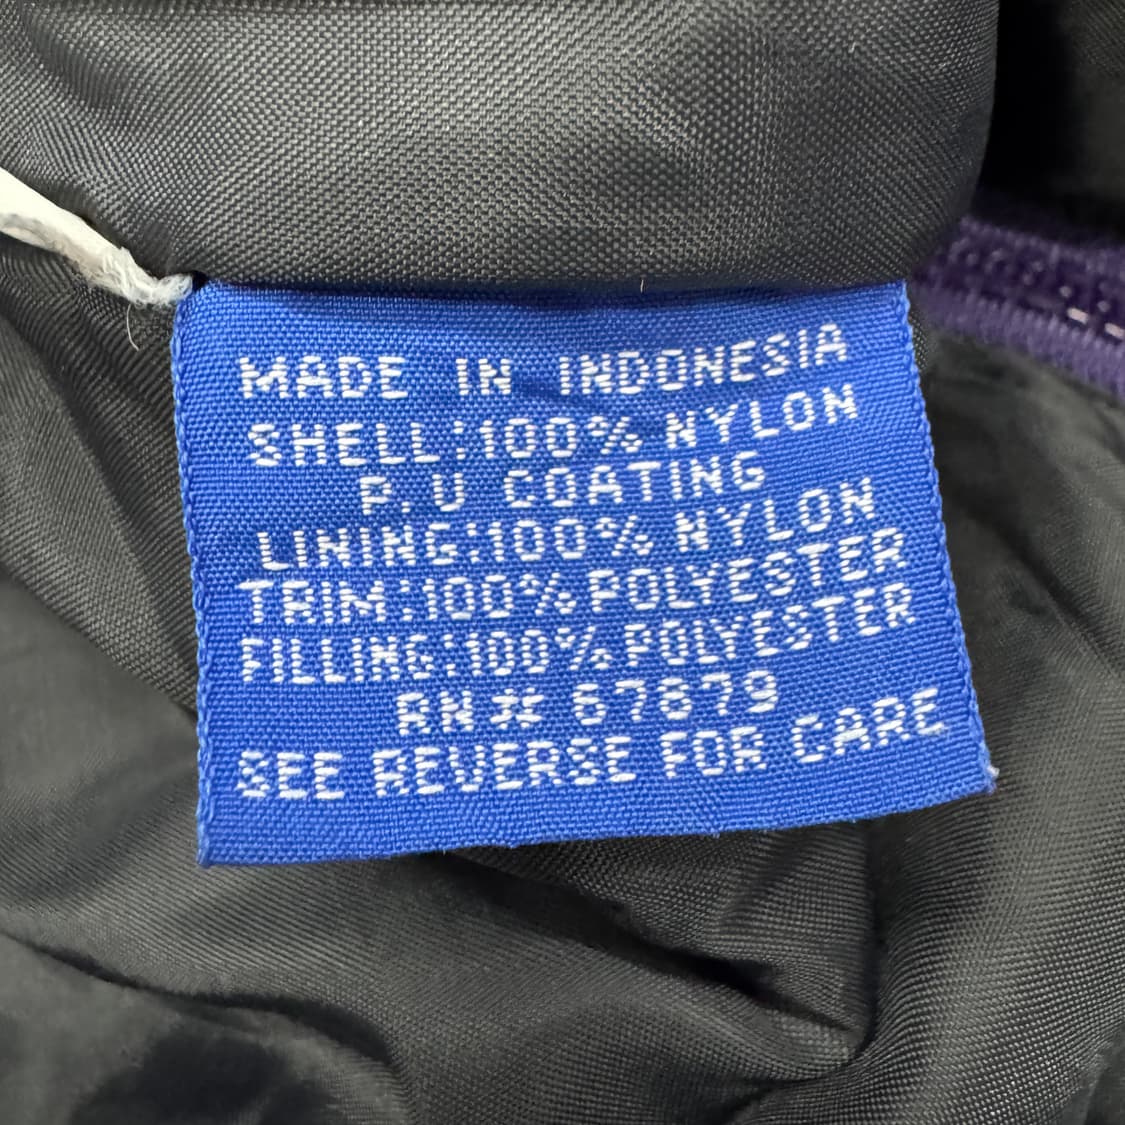 MADE IN INDONESIA
SHELL:100% NYLON
P.U COATING
LINING:100% NYLON
TRIM:100% POLYESTER
FILLING:100% POLYESTER
RN# 67679
SEE REVERSE FOR CARE